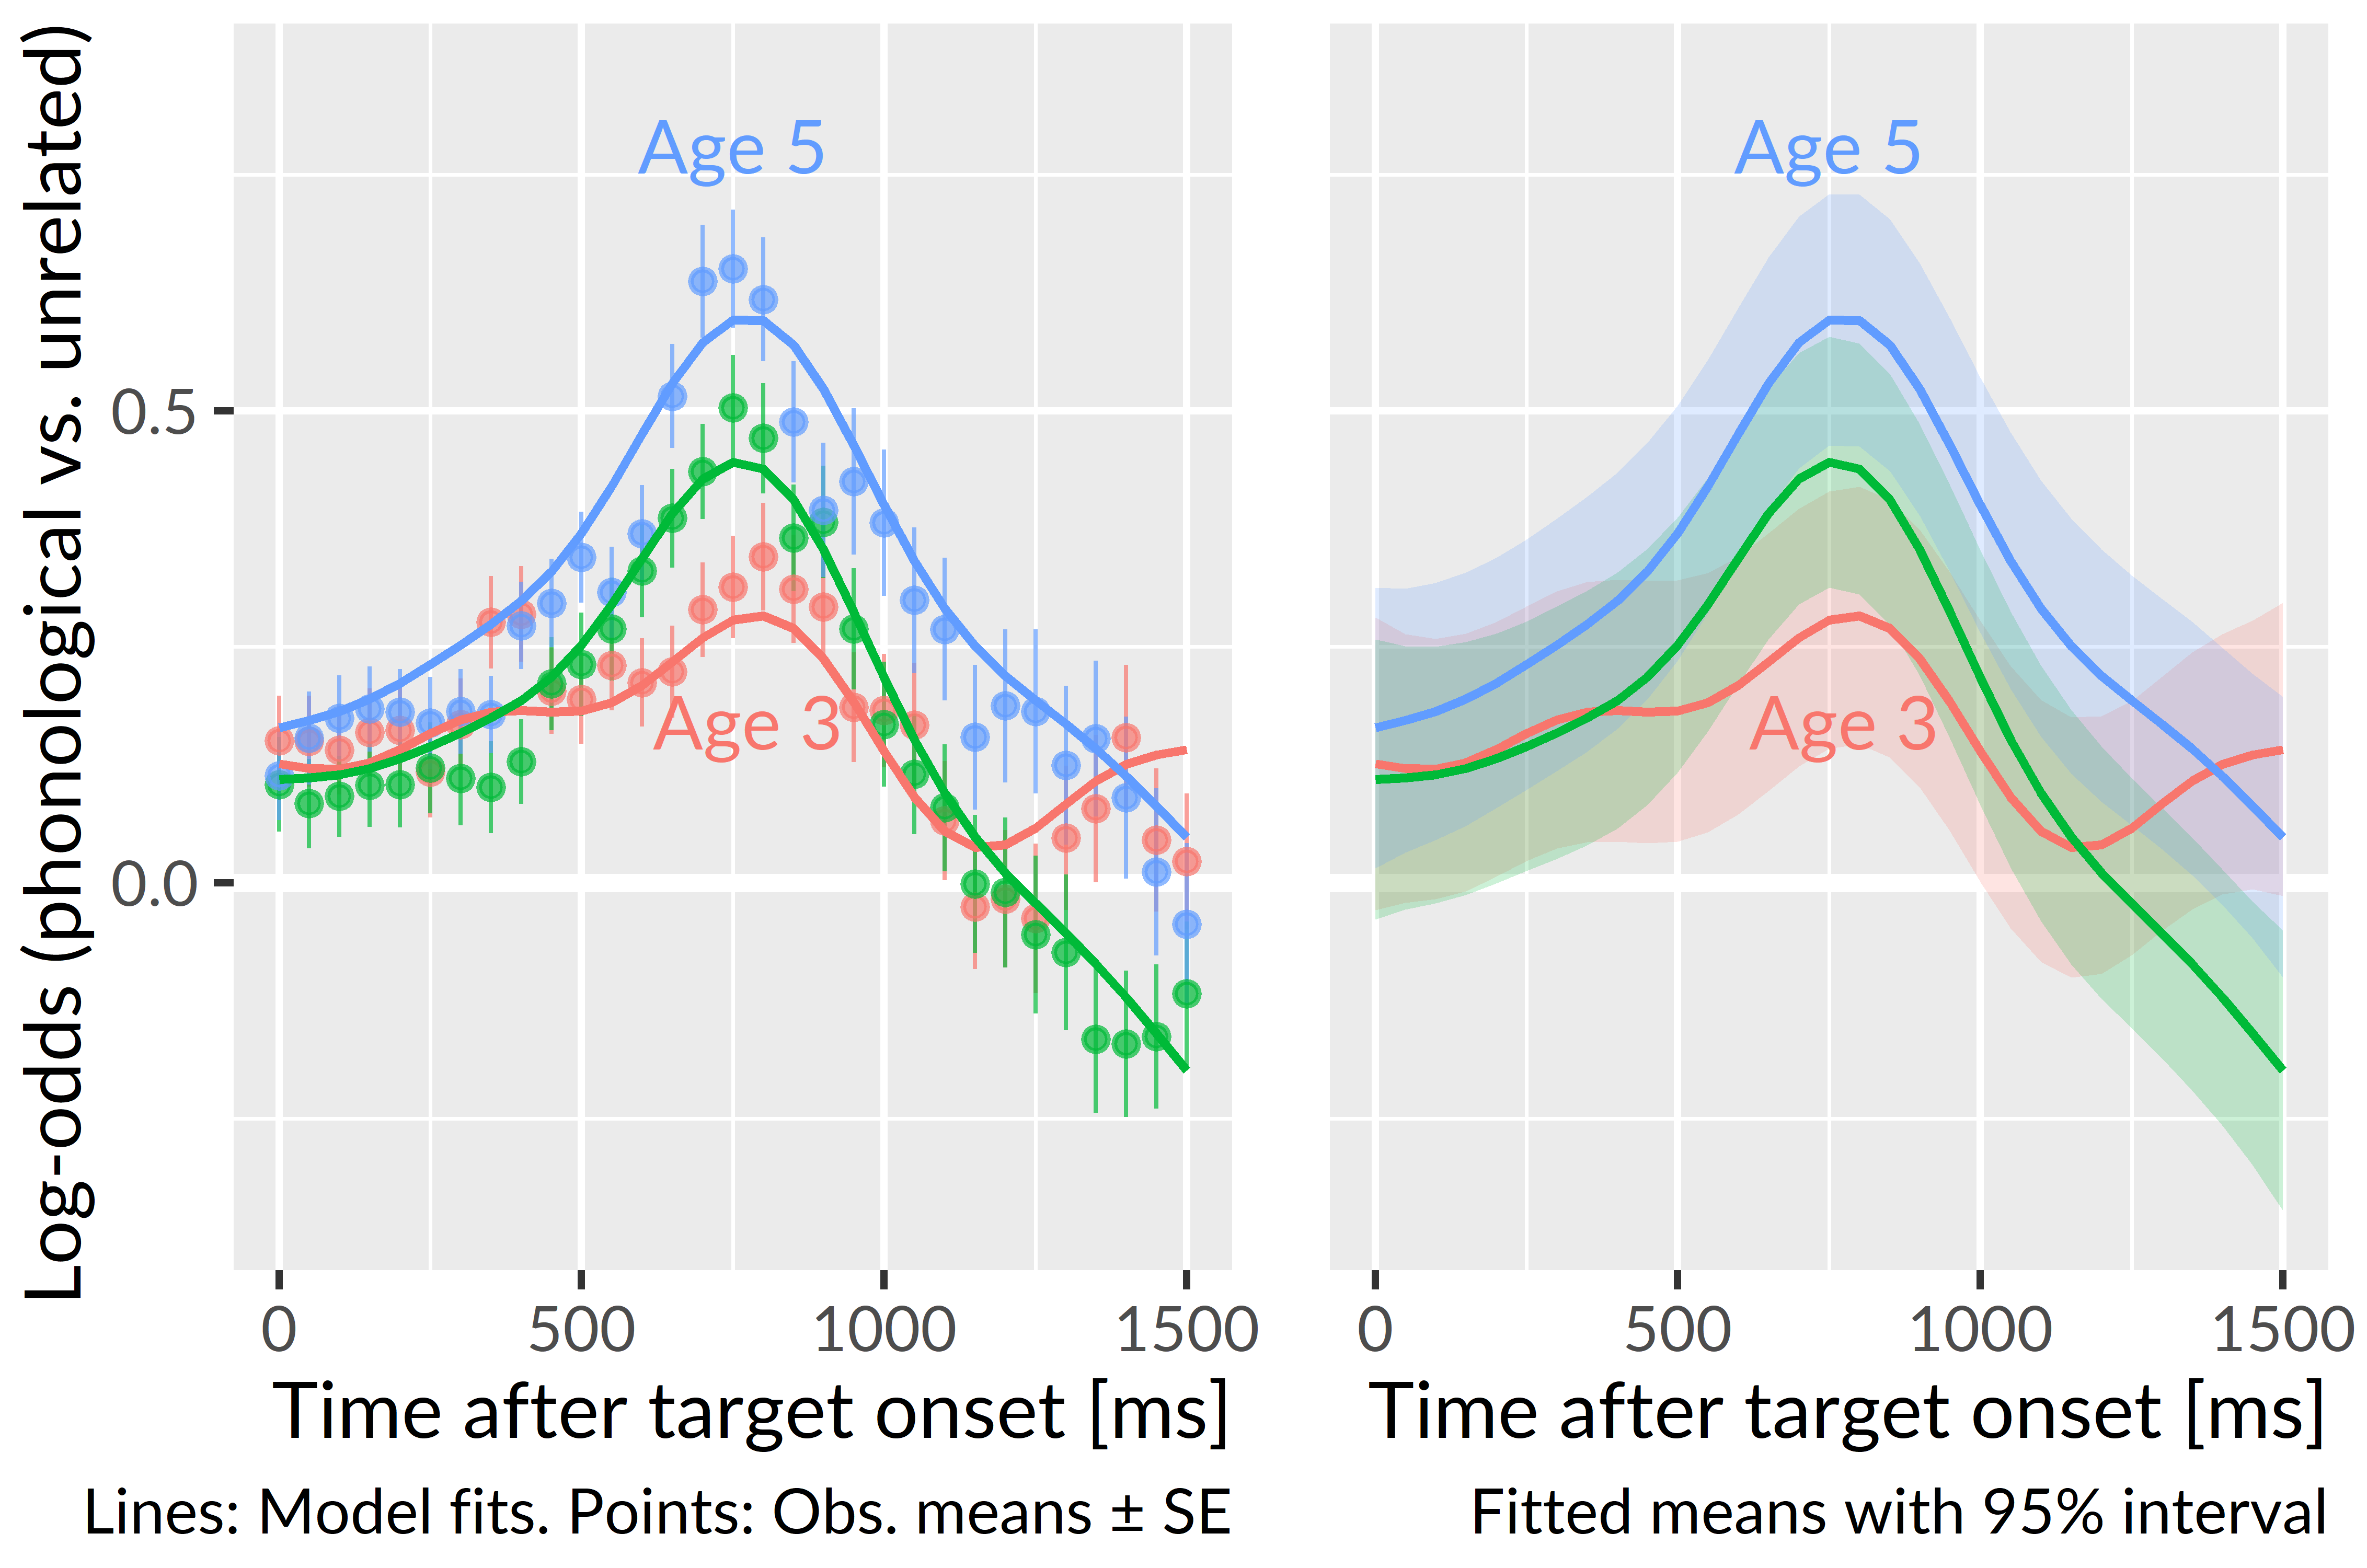 Log-odds (phonological vs. unrelated)
0.5
0.0
Age 5
Age 3
0 500 1000 1500
Time after target onset [ms]
Lines: Model fits. Points: Obs. means ± SE
Age 5
Age 3
0 500 1000 1500
Time after target onset [ms]
Fitted means with 95% interval